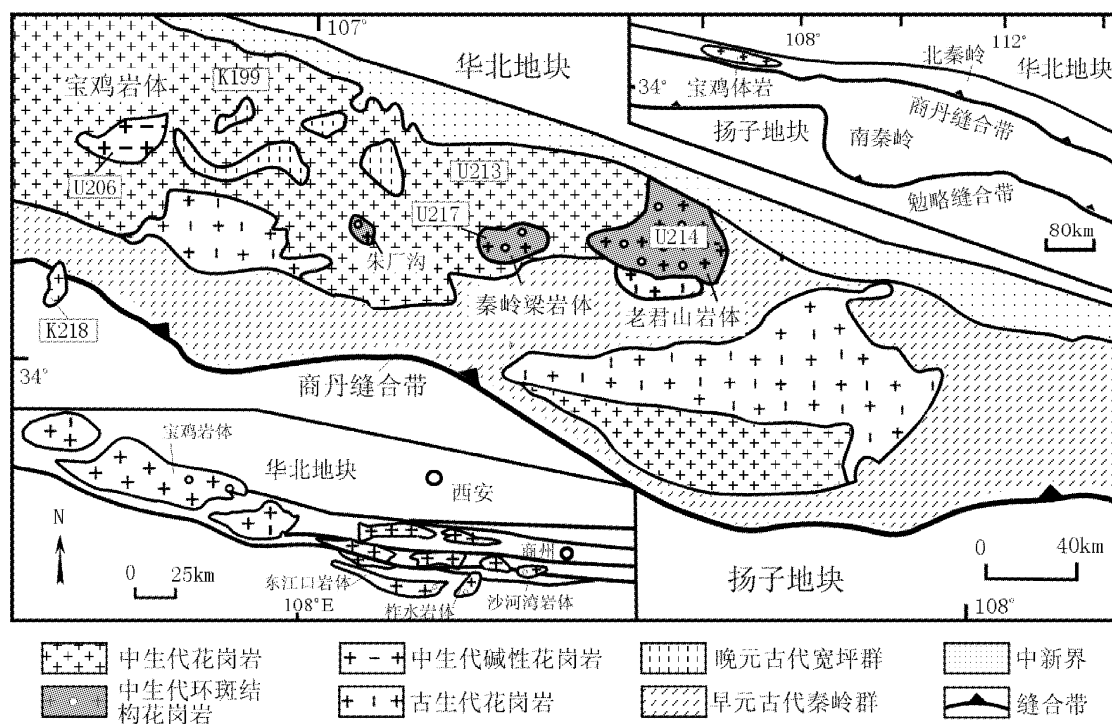 107°
宝鸡岩体
K199
华北地块
U206
U213
U217
U214
朱厂沟
秦岭梁岩体
老君山岩体
K218
34°
商丹缝合带
扬子地块
0 40km
108°
108°
112°
北秦岭
华北地块
34°
宝鸡体岩
商丹缝合带
扬子地块
南秦岭
勉略缝合带
80km
宝鸡岩体
华北地块
西安
N
商州
0 25km
东江口岩体
108°E
柞水岩体
沙河湾岩体
中生代花岗岩
中生代碱性花岗岩
晚元古代宽坪群
中新界
中生代环斑结
构花岗岩
古生代花岗岩
早元古代秦岭群
缝合带